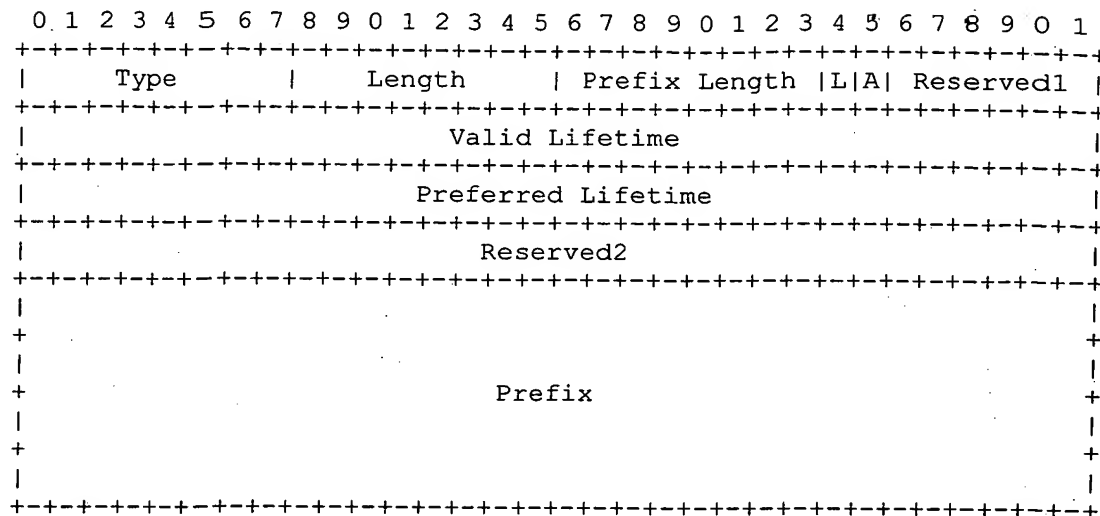 0 1 2 3 4 5 6 7 8 9 0 1 2 3 4 5 6 7 8 9 0 1 2 3 4 5 6 7 8 9 0 1
+-+-+-+-+-+-+-+-+-+-+-+-+-+-+-+-+-+-+-+-+-+-+-+-+-+-+-+-+-+-+-+-+
|     Type      |    Length     | Prefix Length |L|A| Reserved1 |
+-+-+-+-+-+-+-+-+-+-+-+-+-+-+-+-+-+-+-+-+-+-+-+-+-+-+-+-+-+-+-+-+
|                         Valid Lifetime                        |
+-+-+-+-+-+-+-+-+-+-+-+-+-+-+-+-+-+-+-+-+-+-+-+-+-+-+-+-+-+-+-+-+
|                       Preferred Lifetime                      |
+-+-+-+-+-+-+-+-+-+-+-+-+-+-+-+-+-+-+-+-+-+-+-+-+-+-+-+-+-+-+-+-+
|                           Reserved2                           |
+-+-+-+-+-+-+-+-+-+-+-+-+-+-+-+-+-+-+-+-+-+-+-+-+-+-+-+-+-+-+-+-+
|                                                               |
+                                                               +
|                                                               |
+                            Prefix                             +
|                                                               |
+                                                               +
|                                                               |
+-+-+-+-+-+-+-+-+-+-+-+-+-+-+-+-+-+-+-+-+-+-+-+-+-+-+-+-+-+-+-+-+